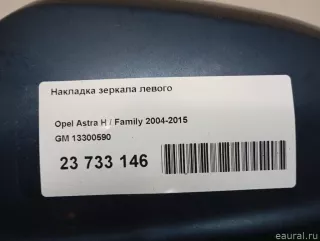 Накладка зеркала левого
Opel Astra H / Family 2004-2015
GM 13300590
23 733 146
eaural.ru